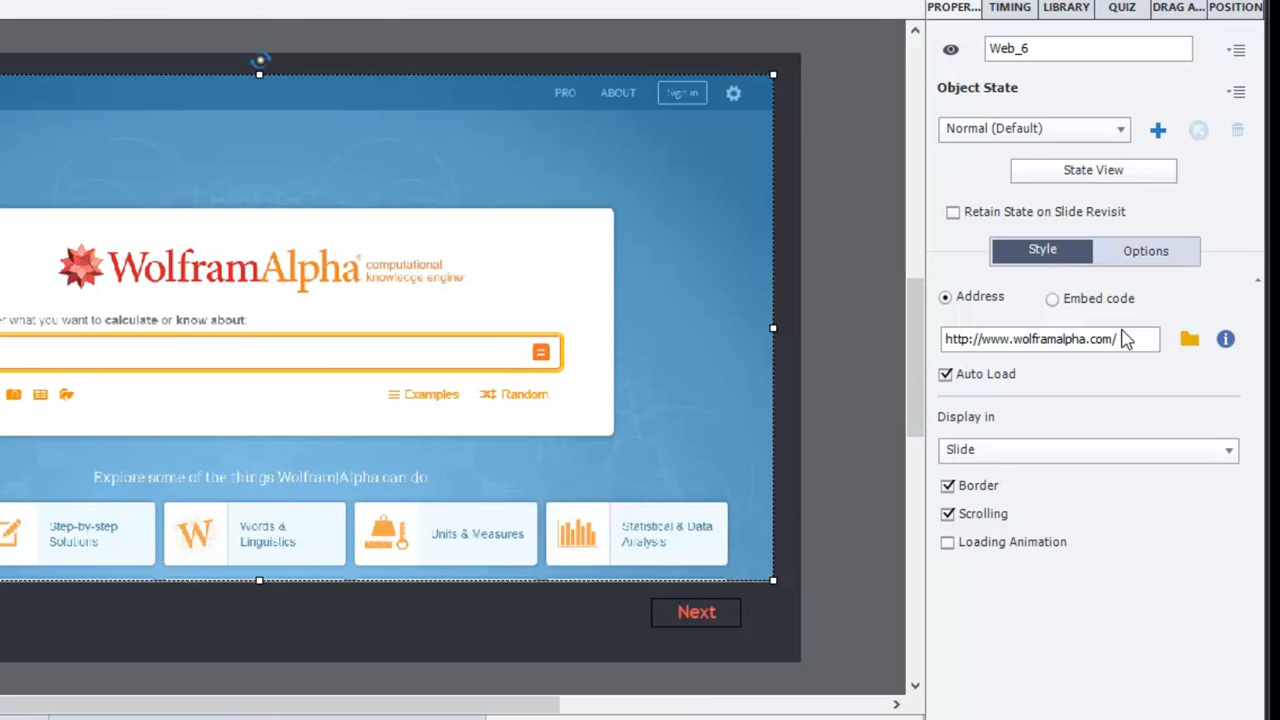 PROPER... TIMING LIBRARY QUIZ DRAG A... POSITION
Web_6
Object State
Normal (Default)
State View
Retain State on Slide Revisit
Style Options
Address Embed code
http://www.wolframalpha.com/
Auto Load
Display in
Slide
Border
Scrolling
Loading Animation
PRO ABOUT Sign in
WolframAlpha computational
knowledge engine
er what you want to calculate or know about:
Examples Random
Explore some of the things Wolfram|Alpha can do:
Step-by-step
Solutions
Words &
Linguistics
Units & Measures
Statistical & Data
Analysis
Next